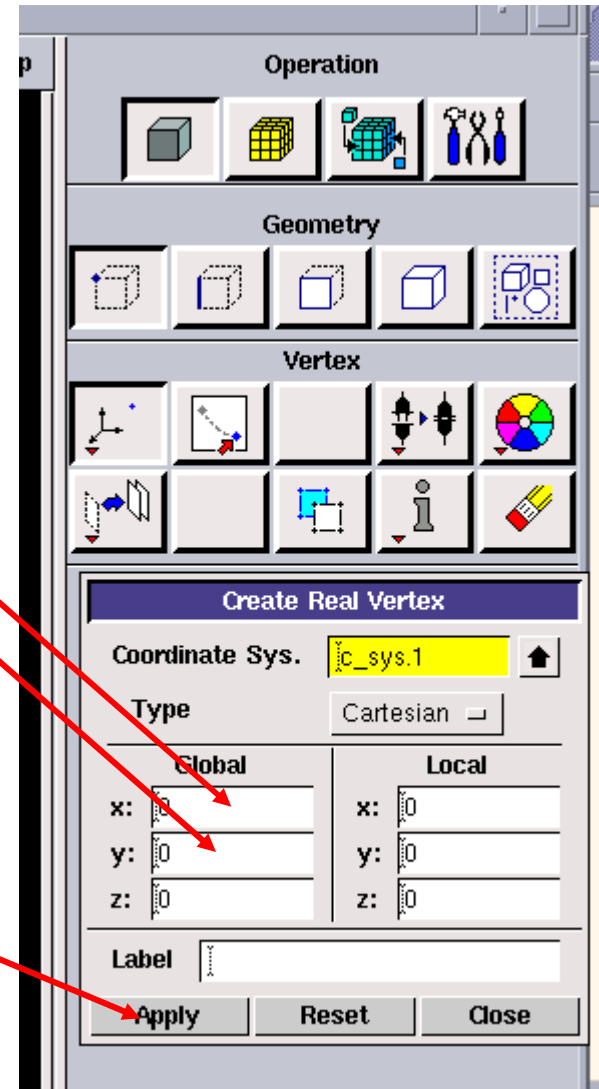 p
Operation
Geometry
Vertex
Create Real Vertex
Coordinate Sys. c_sys.1
Type Cartesian
Global Local
x: 0 x: 0
y: 0 y: 0
z: 0 z: 0
Label
Apply Reset Close